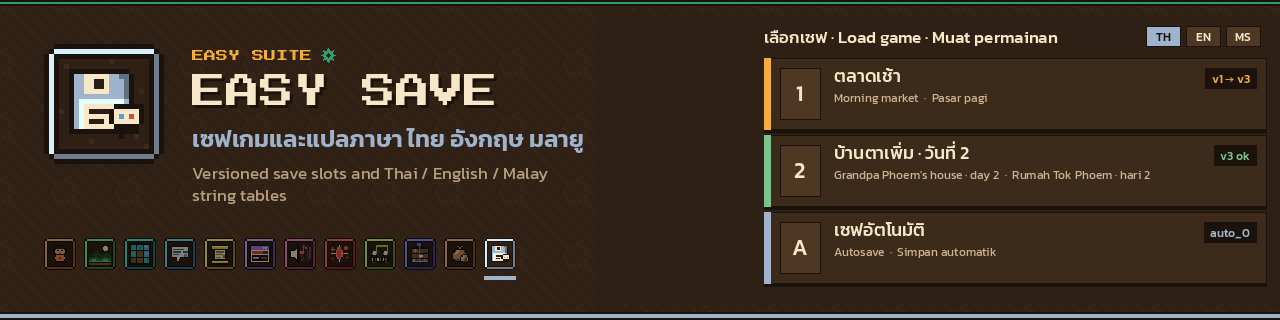 EASY SUITE
EASY SAVE
เซฟเกมและแปลภาษา ไทย อังกฤษ มลายู
Versioned save slots and Thai / English / Malay
string tables
เลือกเซฟ · Load game · Muat permainan
TH EN MS
1
ตลาดเช้า
Morning market · Pasar pagi
v1 → v3
2
บ้านตาเพิ่ม · วันที่ 2
Grandpa Phoem's house · day 2 · Rumah Tok Phoem · hari 2
v3 ok
A
เซฟอัตโนมัติ
Autosave · Simpan automatik
auto_0